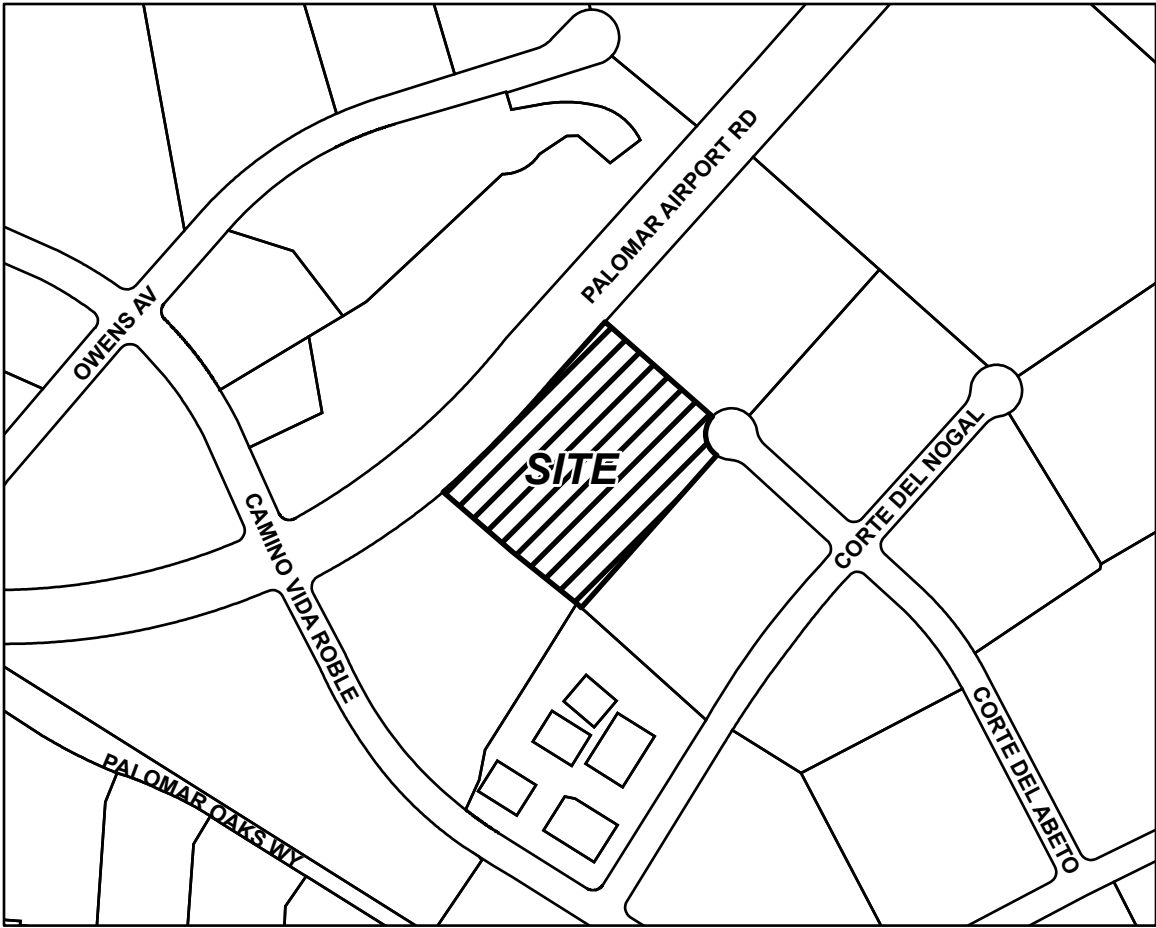 PALOMAR AIRPORT RD
OWENS AV
SITE
CORTE DEL NOGAL
CAMINO VIDA ROBLE
CORTE DEL ABETO
PALOMAR OAKS WY